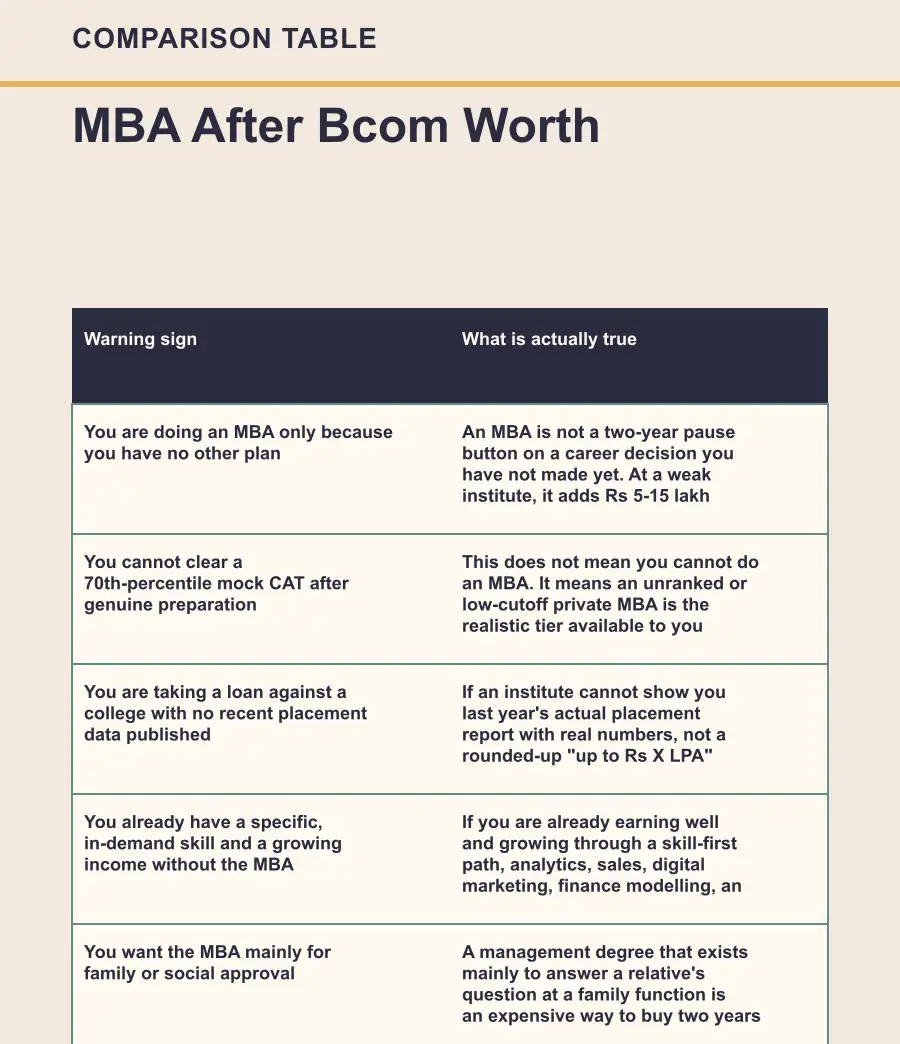 COMPARISON TABLE
MBA After Bcom Worth
Warning sign
What is actually true
You are doing an MBA only because
you have no other plan
An MBA is not a two-year pause
button on a career decision you
have not made yet. At a weak
institute, it adds Rs 5-15 lakh
You cannot clear a
70th-percentile mock CAT after
genuine preparation
This does not mean you cannot do
an MBA. It means an unranked or
low-cutoff private MBA is the
realistic tier available to you
You are taking a loan against a
college with no recent placement
data published
If an institute cannot show you
last year's actual placement
report with real numbers, not a
rounded-up "up to Rs X LPA"
You already have a specific,
in-demand skill and a growing
income without the MBA
If you are already earning well
and growing through a skill-first
path, analytics, sales, digital
marketing, finance modelling, an
You want the MBA mainly for
family or social approval
A management degree that exists
mainly to answer a relative's
question at a family function is
an expensive way to buy two years